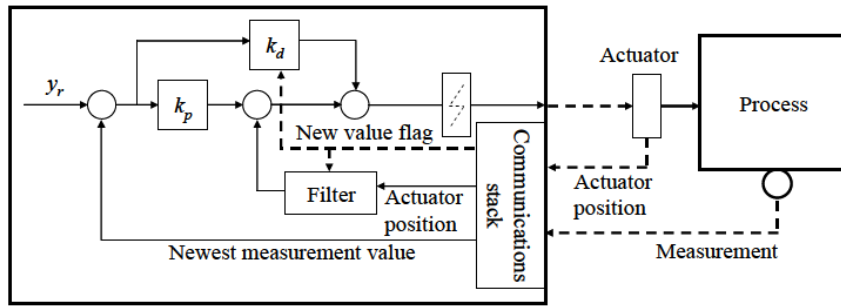 Actuator
k_d
y_r
k_p
Process
New value flag
Communications
stack
Filter
Actuator
position
Actuator
position
Newest measurement value
Measurement